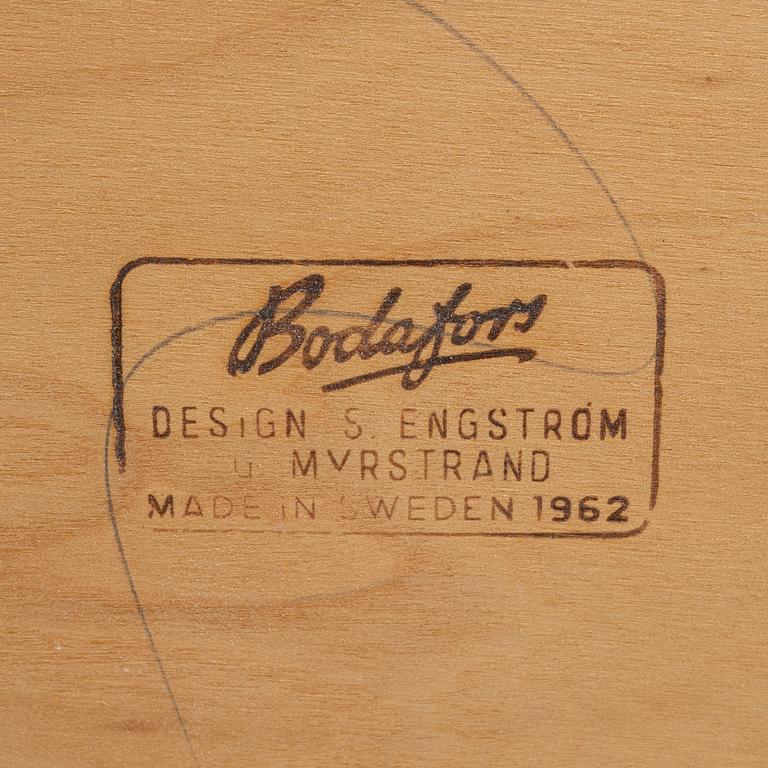 Bodafors
DESIGN S. ENGSTRÖM
G MYRSTRAND
MADE IN SWEDEN 1962